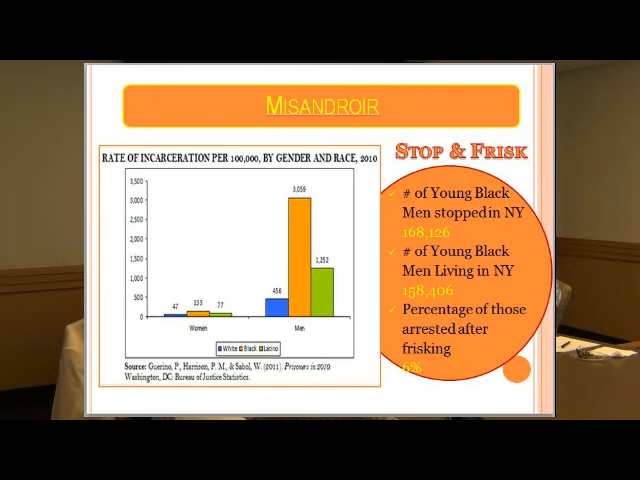 MISANDROIR
RATE OF INCARCERATION PER 100,000, BY GENDER AND RACE, 2010
3,500
3,000
2,500
2,000
1,500
1,000
500
0
47
133
77
456
3,059
1,252
Women
Men
White Black Latino
Source: Guerino, P., Harrison, P. M., & Sabol, W. (2011). Prisoners in 2010.
Washington, DC: Bureau of Justice Statistics.
STOP & FRISK
# of Young Black
Men stopped in NY
168,126
# of Young Black
Men Living in NY
158,406
Percentage of those
arrested after
frisking
6%